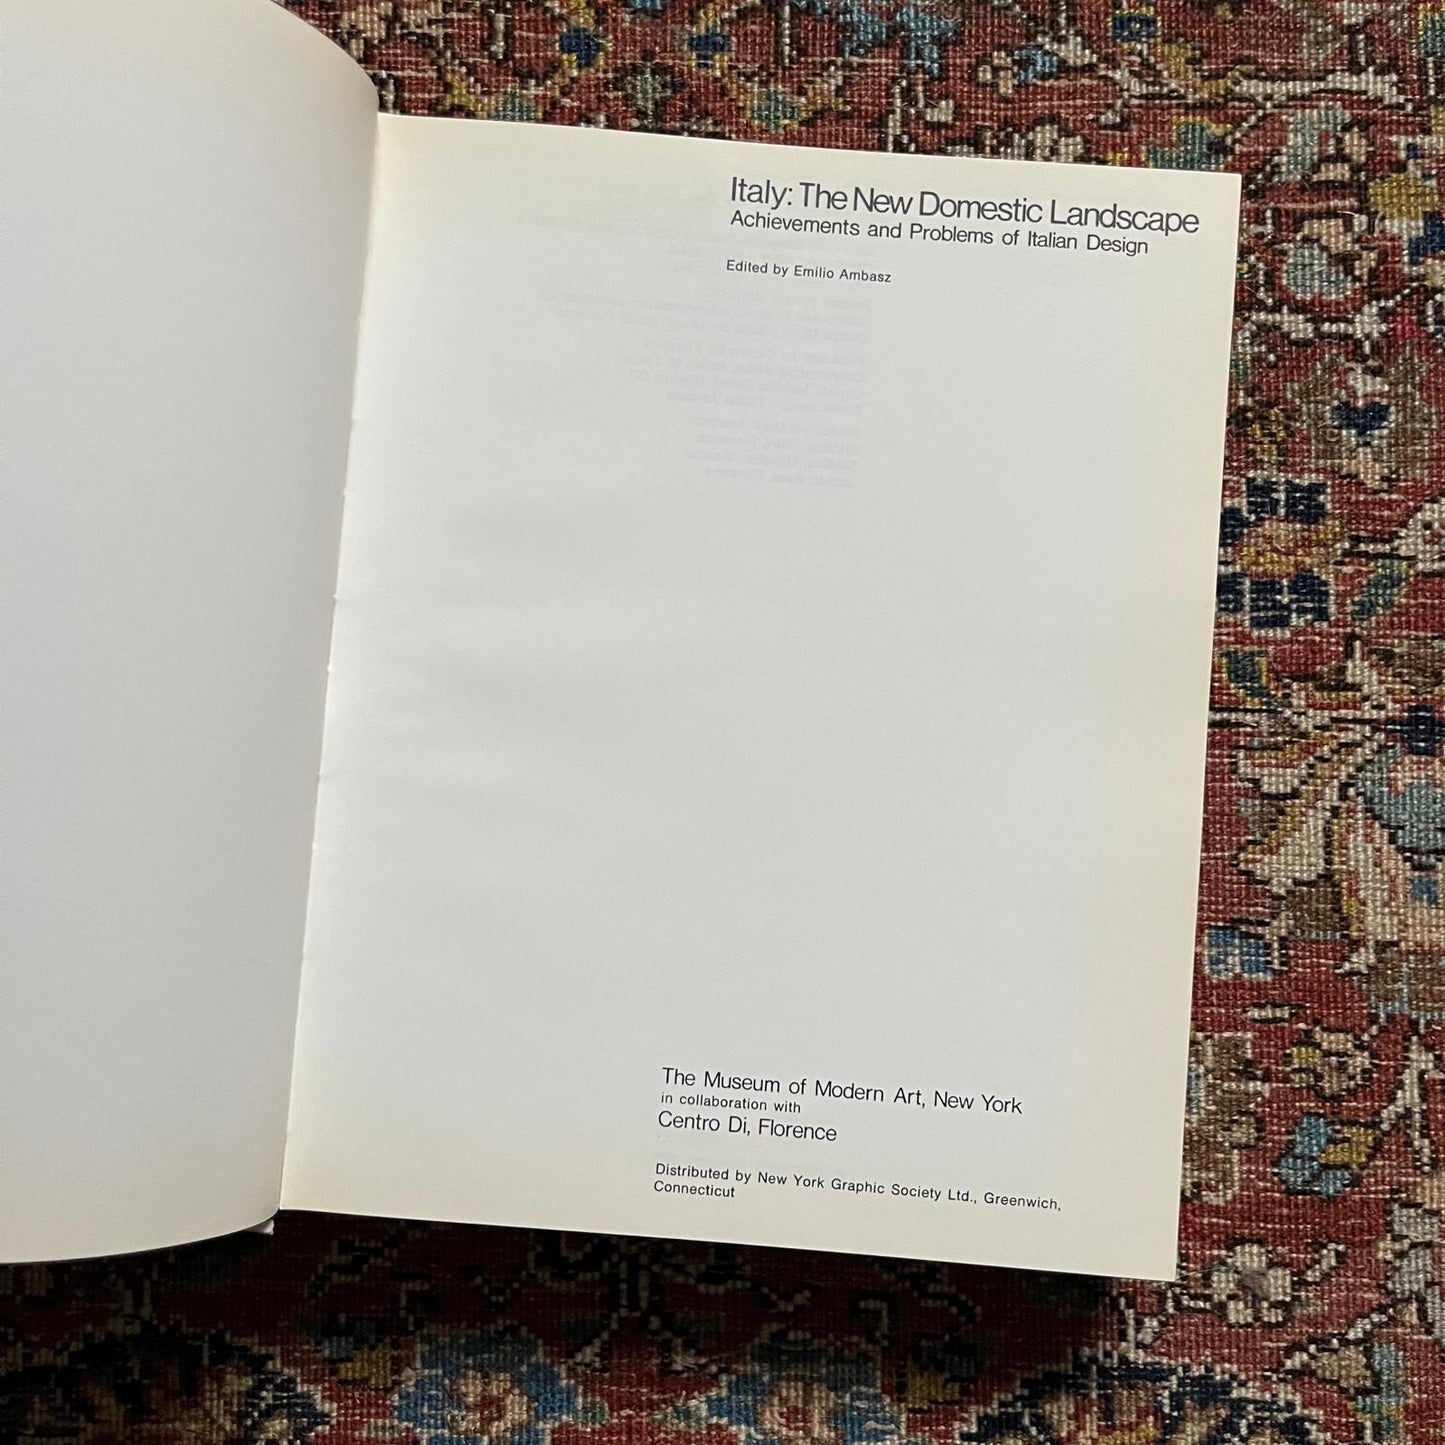 Italy: The New Domestic Landscape
Achievements and Problems of Italian Design
Edited by Emilio Ambasz
The Museum of Modern Art, New York
in collaboration with
Centro Di, Florence
Distributed by New York Graphic Society Ltd., Greenwich,
Connecticut